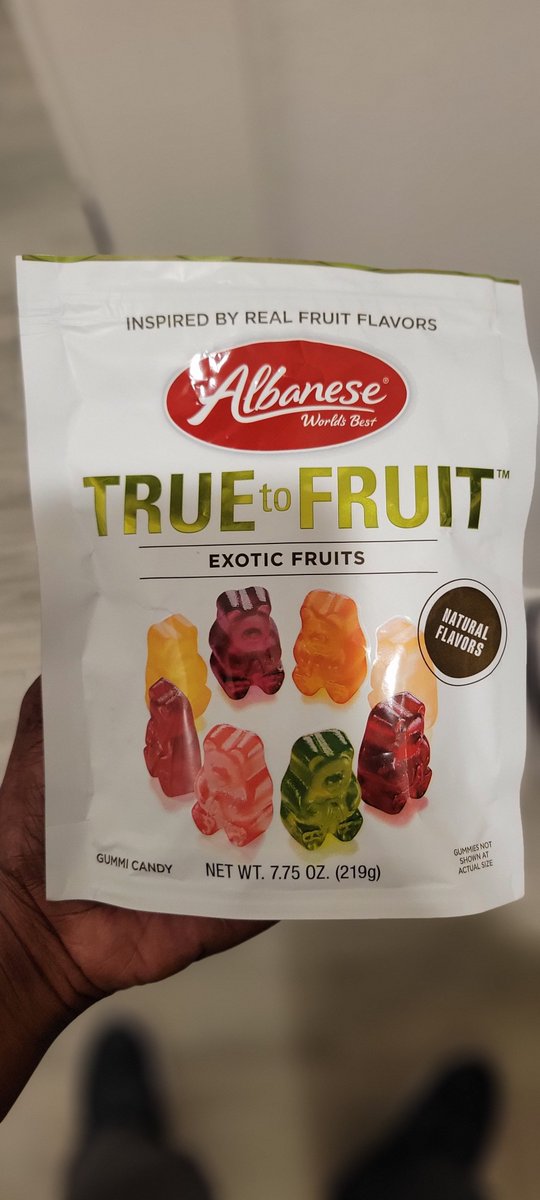 INSPIRED BY REAL FRUIT FLAVORS
Albanese®
World's Best
TRUE to FRUIT™
EXOTIC FRUITS
NATURAL
FLAVORS
GUMMI CANDY
NET WT. 7.75 OZ. (219g)
GUMMIES NOT
SHOWN AT
ACTUAL SIZE